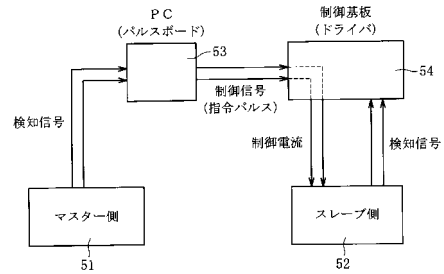 PC
(パルスボード)
53
制御基板
(ドライバ)
54
制御信号
(指令パルス)
検知信号
制御電流
検知信号
マスター側
51
スレーブ側
52